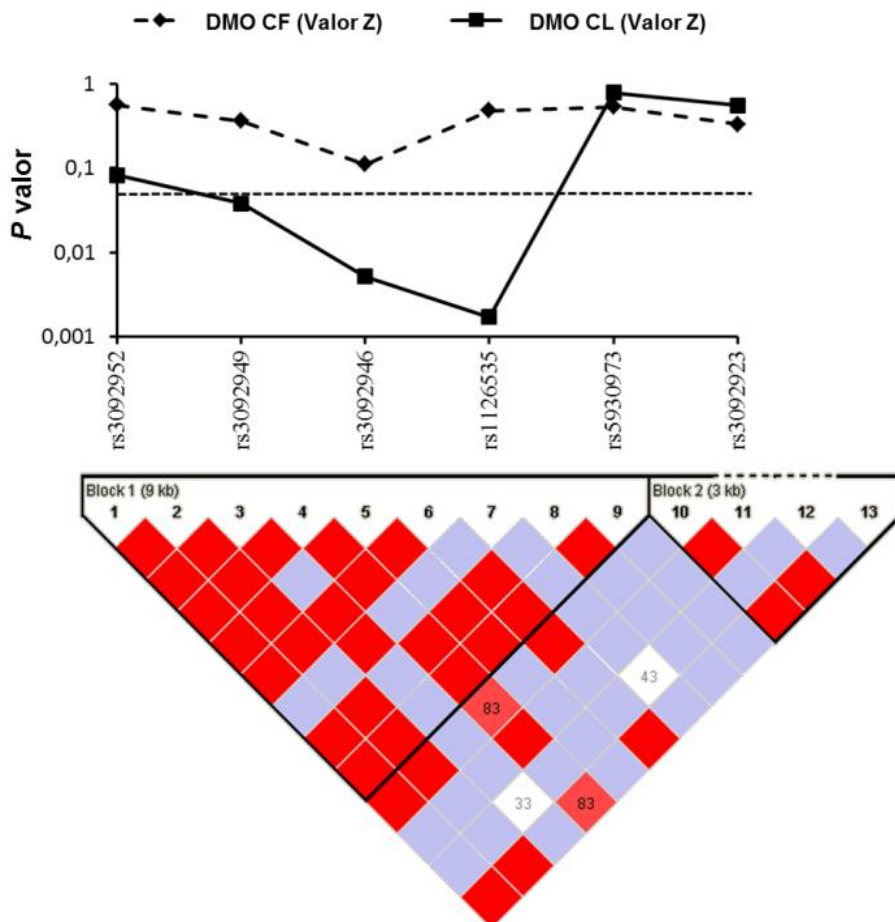 DMO CF (Valor Z) DMO CL (Valor Z)
1
0,1
0,01
0,001
P valor
rs3092952
rs3092949
rs3092946
rs1126535
rs5930973
rs3092923
Block 1 (9 kb) Block 2 (3 kb)
1 2 3 4 5 6 7 8 9 10 11 12 13
43
83
33 83